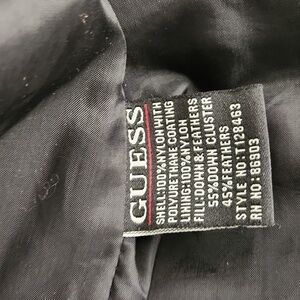 GUESS
SHELL:100%NYLON WITH
POLYURETHANE COATING
LINING:100%NYLON
FILL:DOWN & FEATHERS
55%DOWN CLUSTER
45%FEATHERS
STYLE NO:T1128463
RN NO:86903